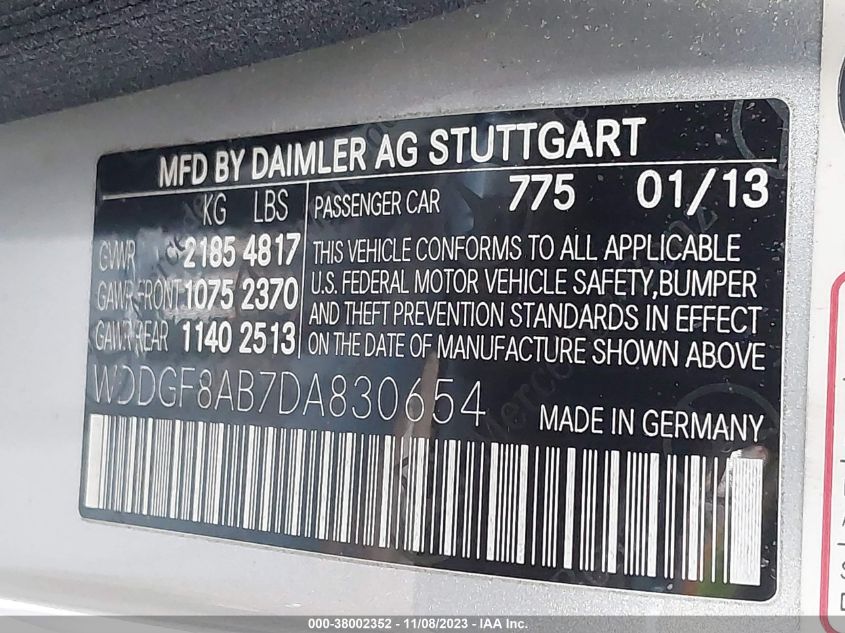 MFD BY DAIMLER AG STUTTGART
KG LBS
GVWR 2185 4817
GAWR FRONT 1075 2370
GAWR REAR 1140 2513
PASSENGER CAR 775 01/13
THIS VEHICLE CONFORMS TO ALL APPLICABLE
U.S. FEDERAL MOTOR VEHICLE SAFETY,BUMPER
AND THEFT PREVENTION STANDARDS IN EFFECT
ON THE DATE OF MANUFACTURE SHOWN ABOVE
WDDGF8AB7DA830654
MADE IN GERMANY
000-38002352 - 11/08/2023 - IAA Inc.